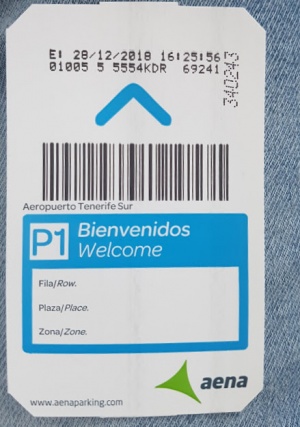 E: 28/12/2018 16:25:56
01005 5 5554KDR 69241
340243
Aeropuerto Tenerife Sur
P1
Bienvenidos
Welcome
Fila/Row.
Plaza/Place.
Zona/Zone.
aena
www.aenaparking.com